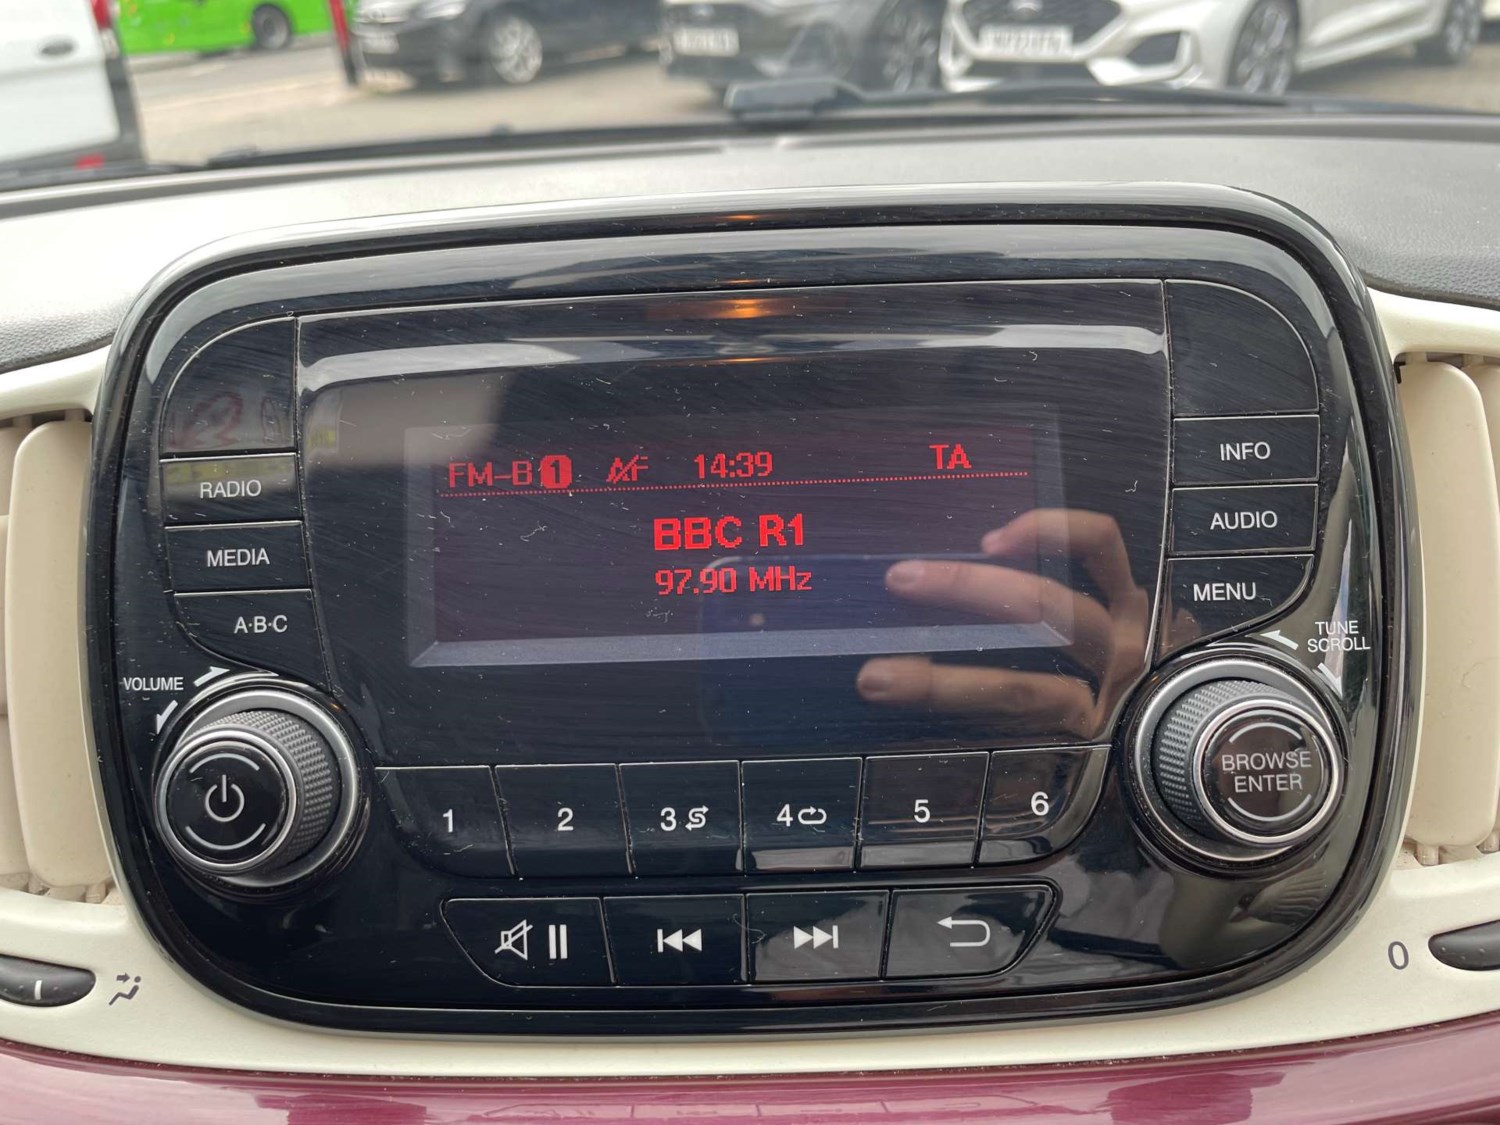 FM-B 1 AF 14:39 TA
BBC R1
97.90 MHz
RADIO
MEDIA
A·B·C
VOLUME
INFO
AUDIO
MENU
TUNE
SCROLL
BROWSE
ENTER
1 2 3 4 5 6
0